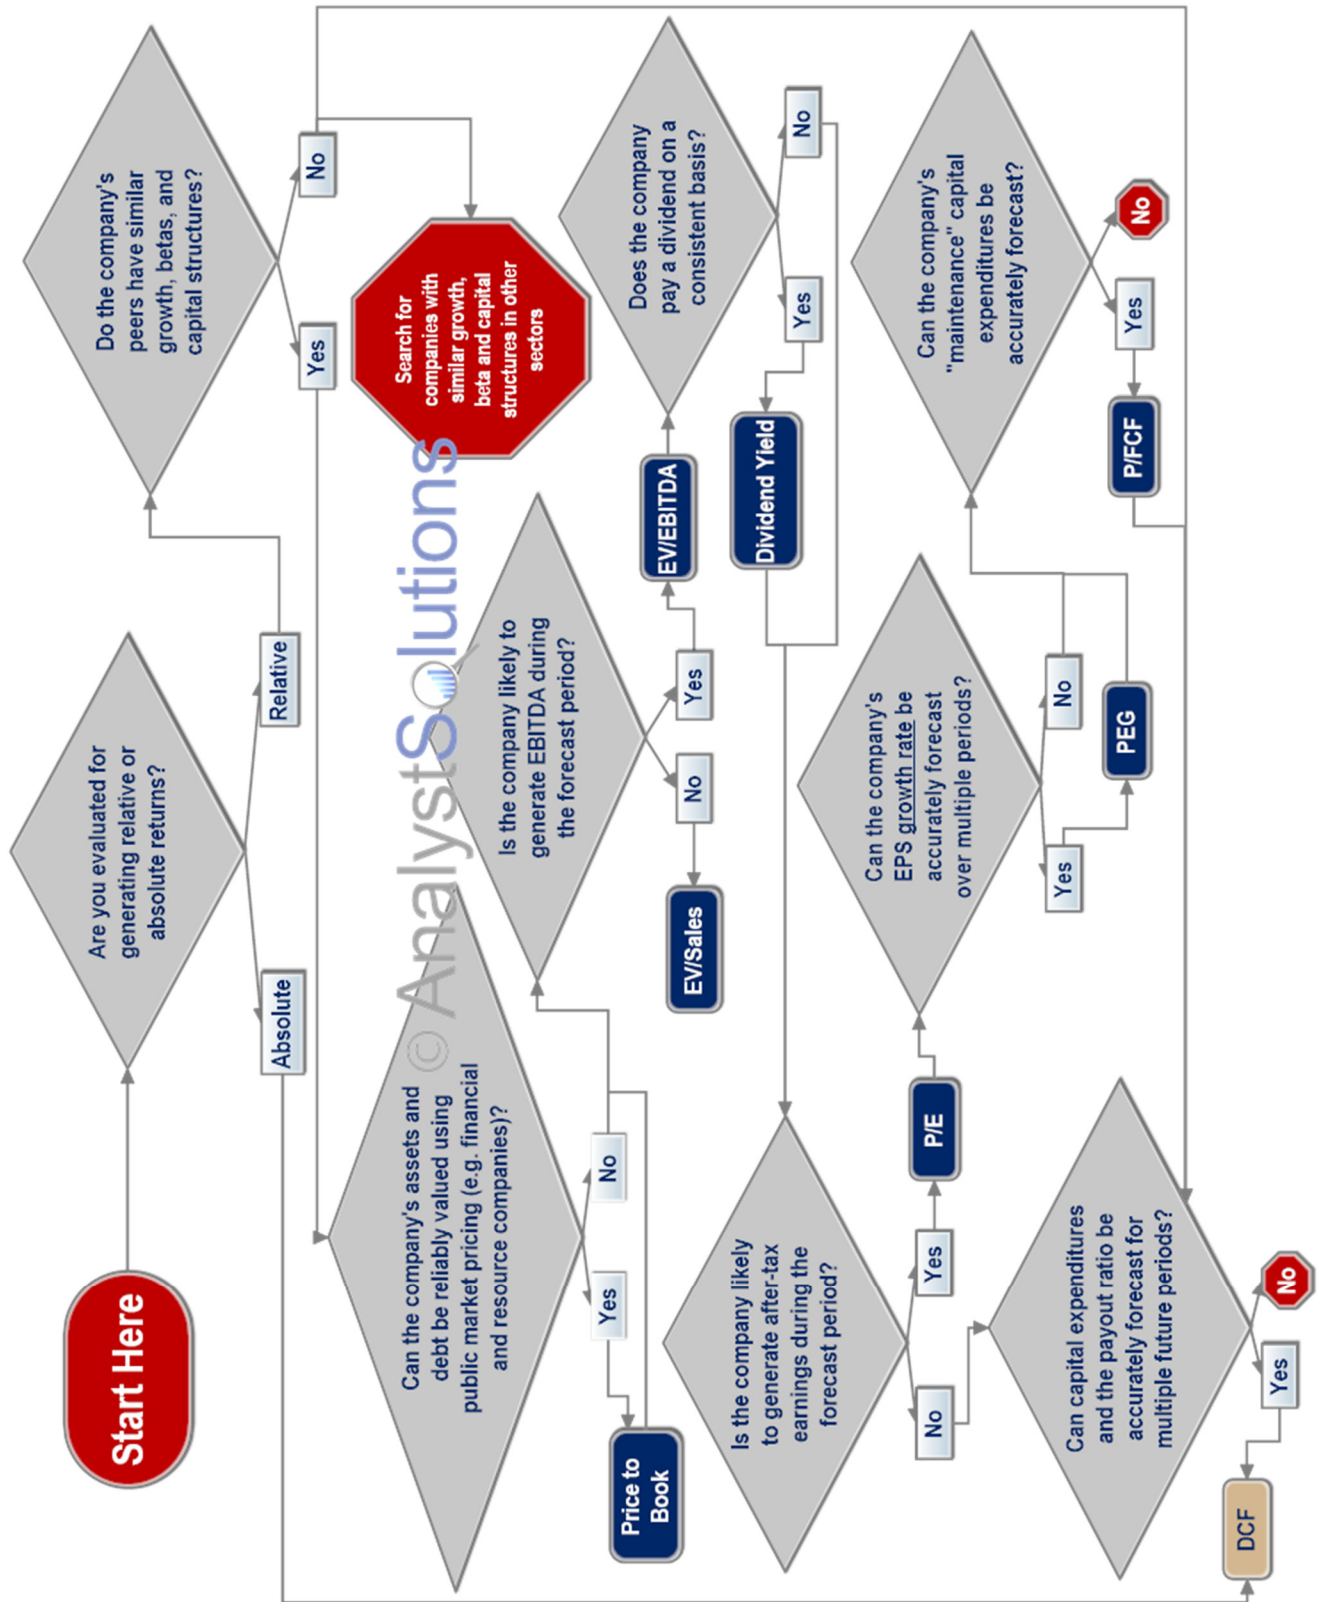 Start Here
Are you evaluated for
generating relative or
absolute returns?
Absolute
Relative
Do the company's
peers have similar
growth, betas, and
capital structures?
Yes
No
Search for
companies with
similar growth,
beta and capital
structures in other
sectors
© AnalystSolutions
Can the company's assets and
debt be reliably valued using
public market pricing (e.g. financial
and resource companies)?
Yes
No
Price to
Book
Is the company likely to
generate EBITDA during
the forecast period?
No
Yes
EV/Sales
EV/EBITDA
Does the company
pay a dividend on a
consistent basis?
Yes
No
Dividend Yield
Is the company likely
to generate after-tax
earnings during the
forecast period?
No
Yes
P/E
Can the company's
EPS growth rate be
accurately forecast
over multiple periods?
Yes
No
PEG
Can the company's
"maintenance" capital
expenditures be
accurately forecast?
Yes
No
P/FCF
Can capital expenditures
and the payout ratio be
accurately forecast for
multiple future periods?
Yes
No
DCF